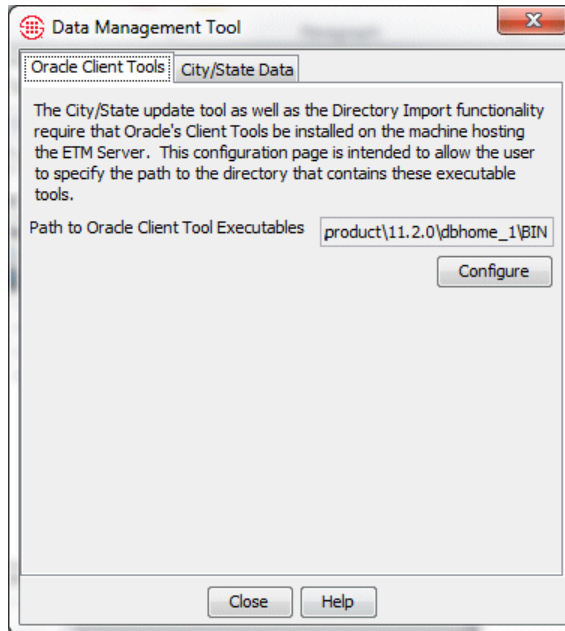 Data Management Tool
Oracle Client Tools
City/State Data
The City/State update tool as well as the Directory Import functionality
require that Oracle's Client Tools be installed on the machine hosting
the ETM Server. This configuration page is intended to allow the user
to specify the path to the directory that contains these executable
tools.
Path to Oracle Client Tool Executables
product\11.2.0\dbhome_1\BIN
Configure
Close
Help